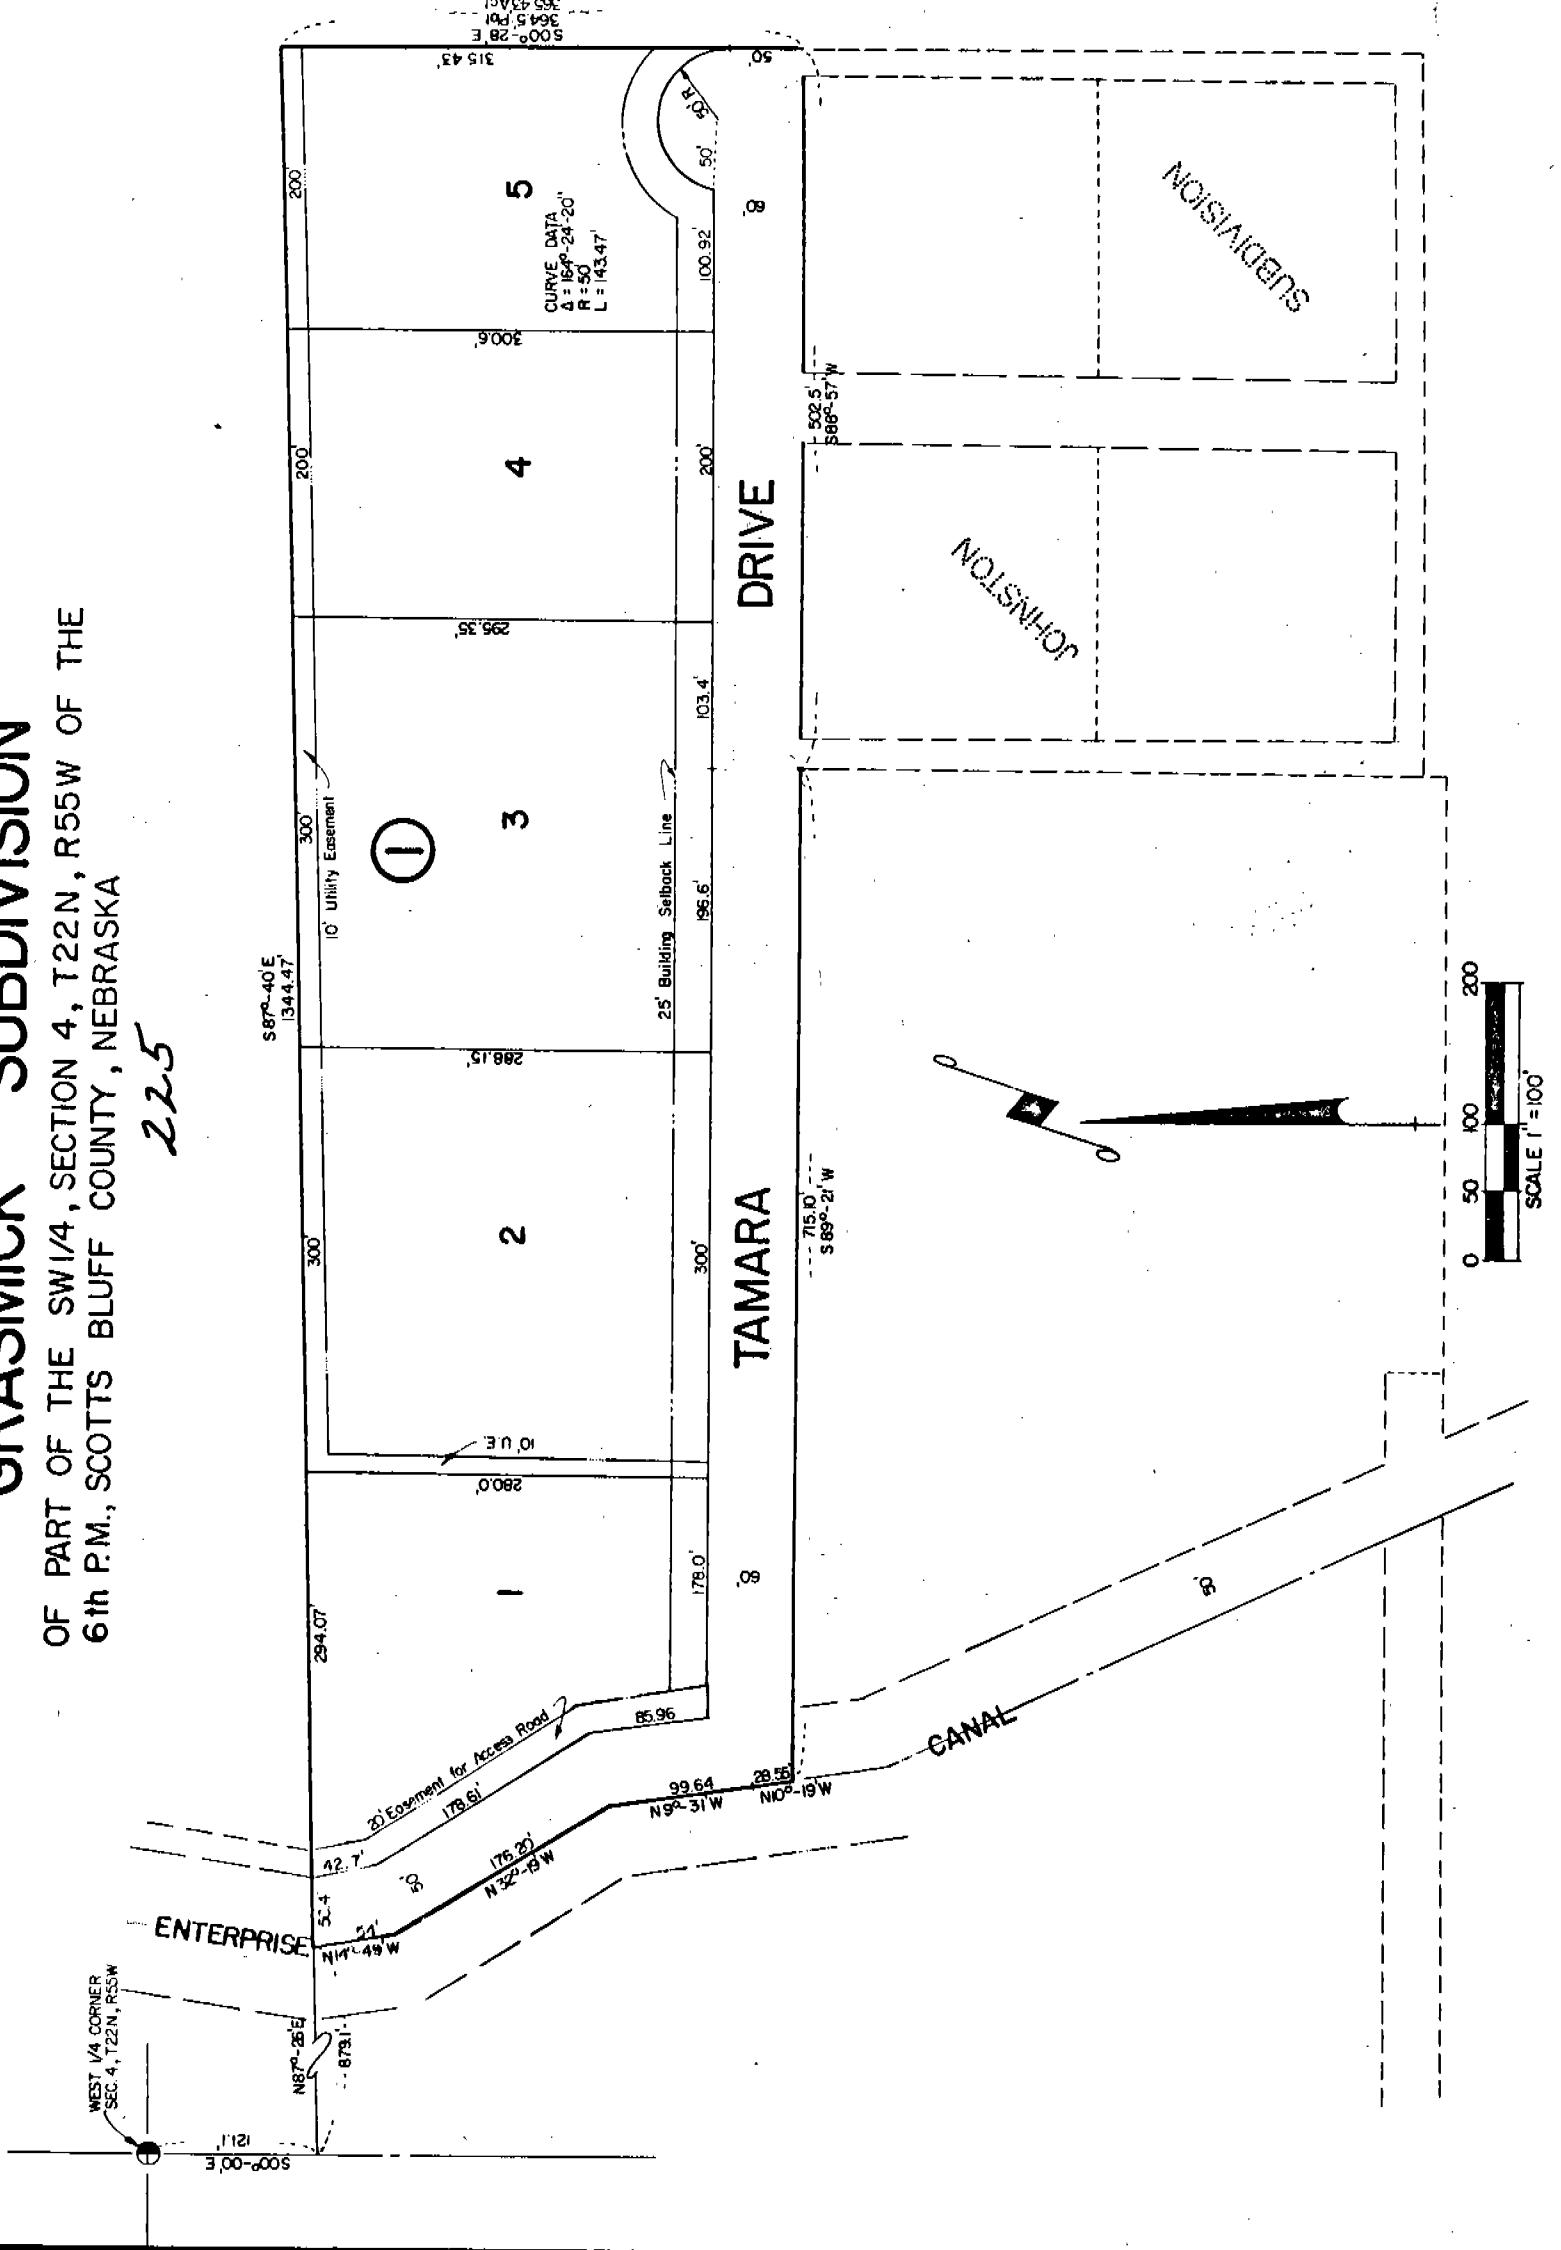 GRASMICK SUBDIVISION
OF PART OF THE SW1/4, SECTION 4, T22N, R55W OF THE
6th P.M., SCOTTS BLUFF COUNTY, NEBRASKA
225
WEST 1/4 CORNER
SEC. 4, T22N, R55W
S00°-00'E
121.1'
N87°-26'E
879.1'
ENTERPRISE
CANAL
S87°-40'E
1344.47'
294.07'
300'
300'
200'
200'
10' Utility Easement
S00°-28'E
364.5' Plat
365.43 Act
315.43'
50'
1
2
3
4
5
1
280.0'
288.15'
295.35'
300.6'
10' U.E.
CURVE DATA
Δ = 164°-24'-20"
R = 50'
L = 143.47'
50' R
50'
25' Building Setback Line
178.0'
300'
196.6'
103.4'
200'
100.92'
TAMARA DRIVE
60'
60'
20' Easement for Access Road
42.7'
178.61'
85.96
50.4
50'
54'
N14°-49'W
176.20'
N32°-19'W
99.64
N9°-31'W
28.55'
N10°-19'W
715.10'
S89°-21'W
502.5'
S88°-57'W
JOHNSTON
SUBDIVISION
50'
0 50 100 200
SCALE 1" = 100'